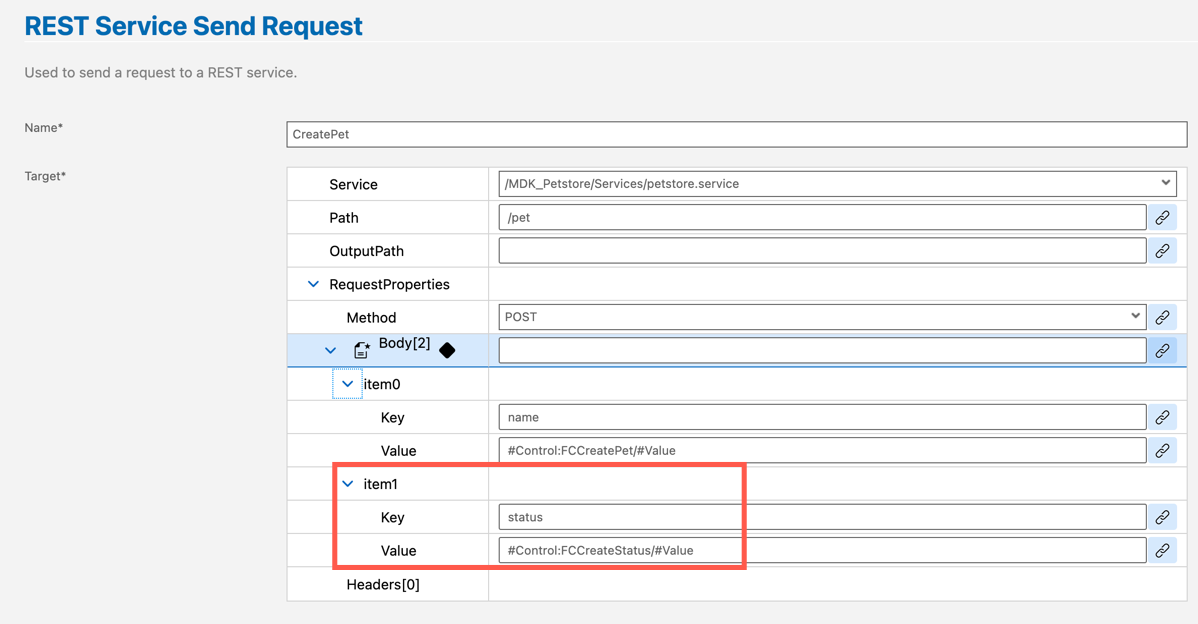 REST Service Send Request
Used to send a request to a REST service.
Name*
CreatePet
Target*
Service
/MDK_Petstore/Services/petstore.service
Path
/pet
OutputPath
RequestProperties
Method
POST
Body[2]
item0
Key
name
Value
#Control:FCCreatePet/#Value
item1
Key
status
Value
#Control:FCCreateStatus/#Value
Headers[0]